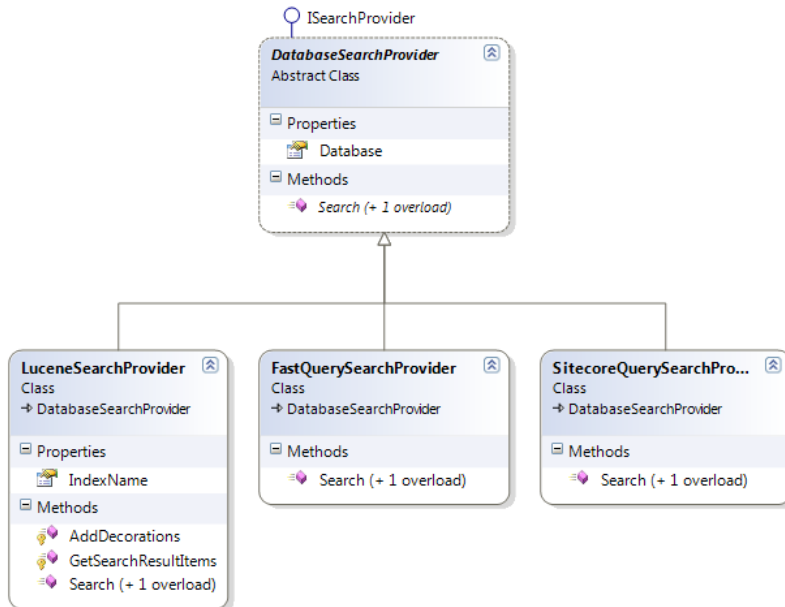 ISearchProvider
DatabaseSearchProvider
Abstract Class
Properties
Database
Methods
Search (+ 1 overload)
LuceneSearchProvider
Class
DatabaseSearchProvider
Properties
IndexName
Methods
AddDecorations
GetSearchResultItems
Search (+ 1 overload)
FastQuerySearchProvider
Class
DatabaseSearchProvider
Methods
Search (+ 1 overload)
SitecoreQuerySearchPro...
Class
DatabaseSearchProvider
Methods
Search (+ 1 overload)